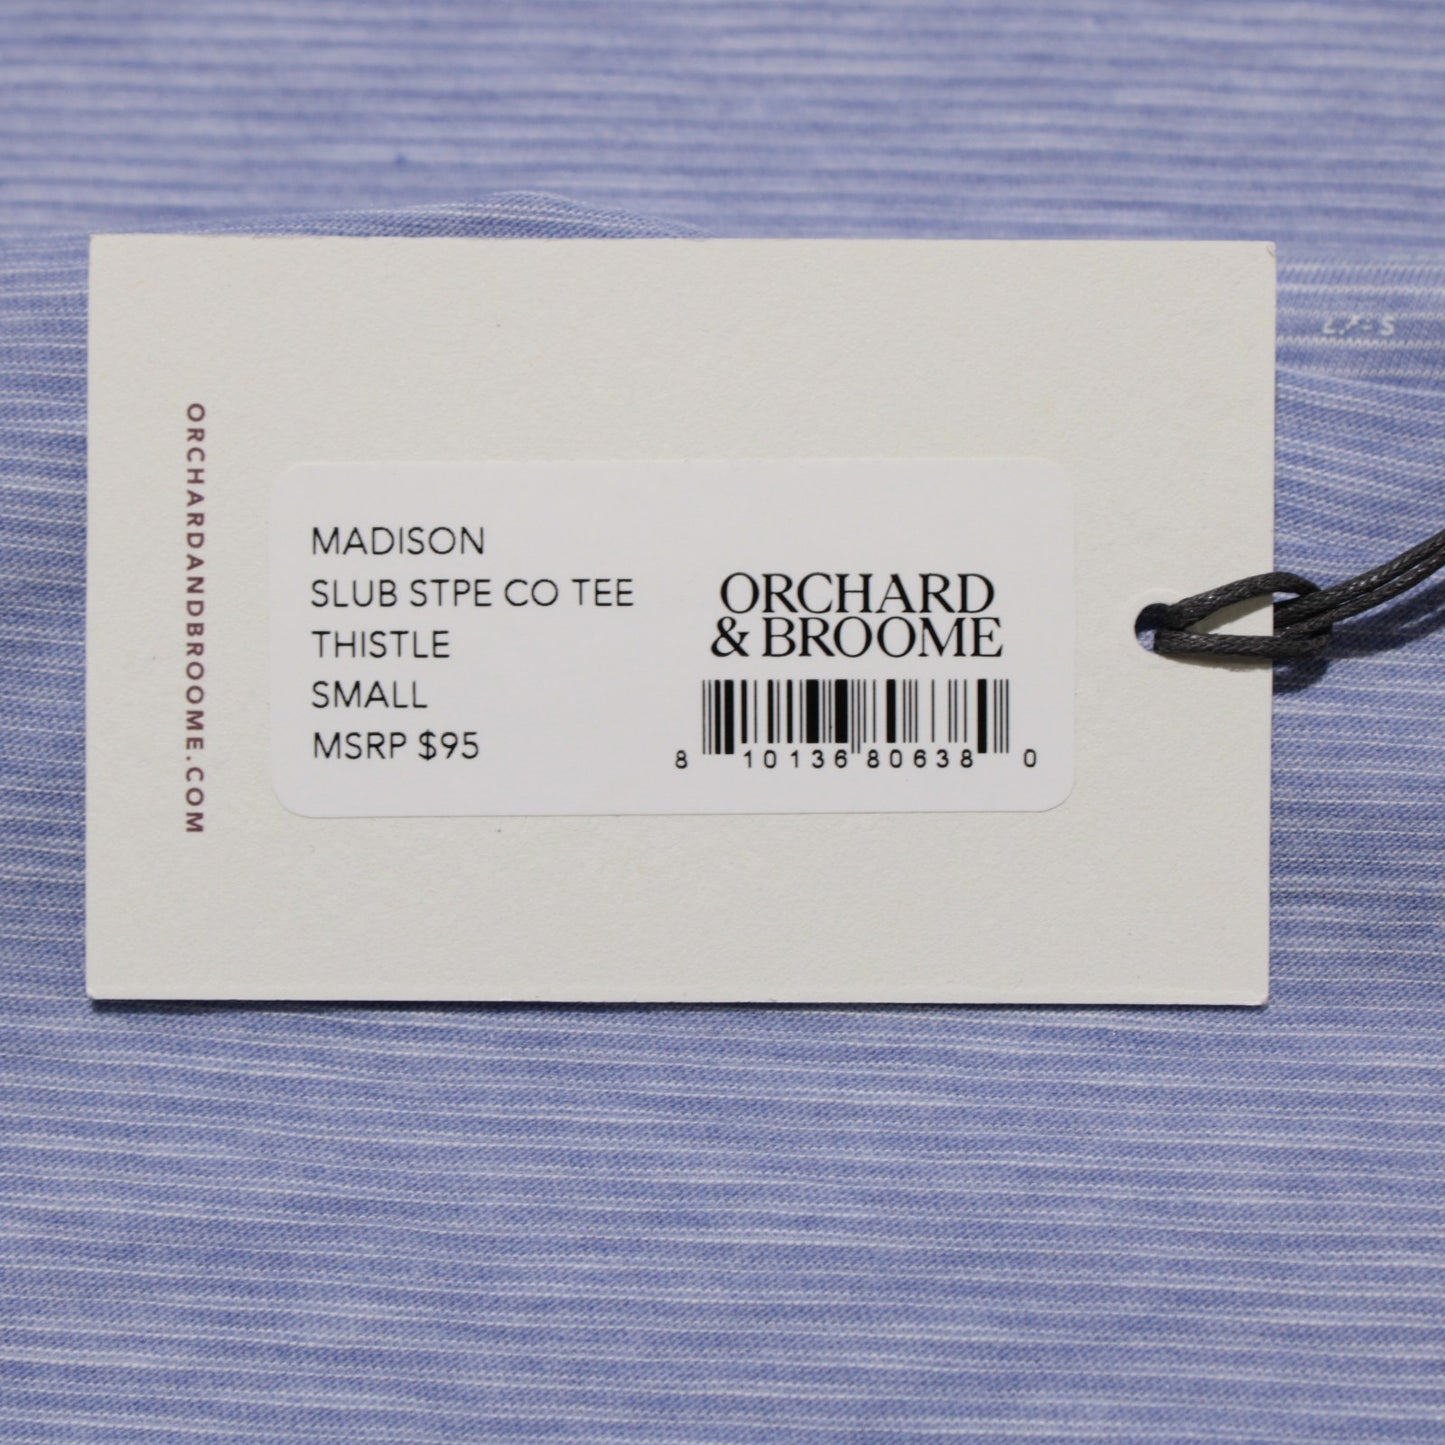 ORCHARDANDBROOME.COM
MADISON
SLUB STPE CO TEE
THISTLE
SMALL
MSRP $95
ORCHARD
& BROOME
8 10136 80638 0